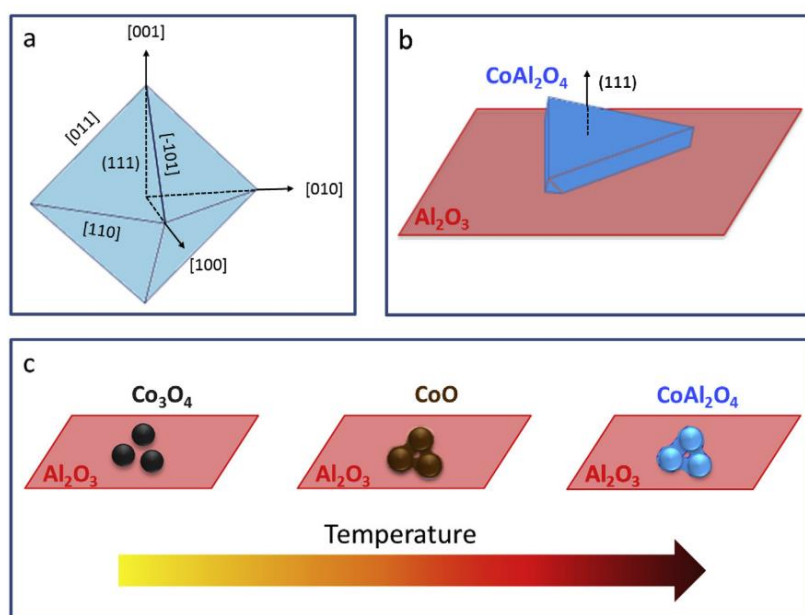 a
[001]
[011]
[-101]
(111)
[010]
[110]
[100]
b
CoAl₂O₄
(111)
Al₂O₃
c
Co₃O₄
CoO
CoAl₂O₄
Al₂O₃
Al₂O₃
Al₂O₃
Temperature